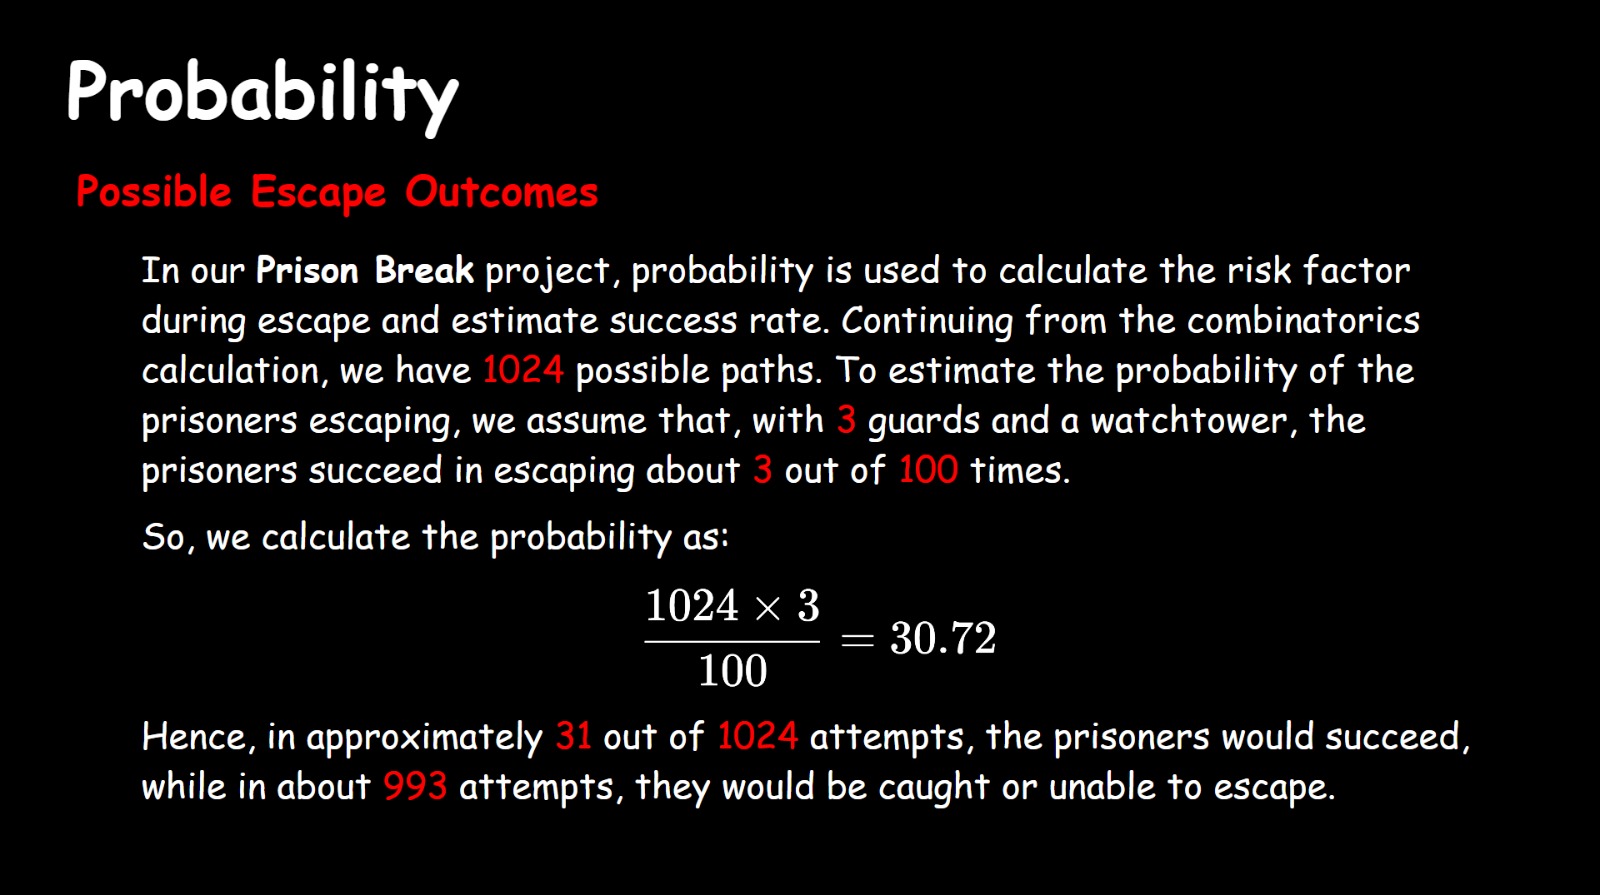 Probability
Possible Escape Outcomes
In our Prison Break project, probability is used to calculate the risk factor
during escape and estimate success rate. Continuing from the combinatorics
calculation, we have 1024 possible paths. To estimate the probability of the
prisoners escaping, we assume that, with 3 guards and a watchtower, the
prisoners succeed in escaping about 3 out of 100 times.
So, we calculate the probability as:
1024 × 3
100
= 30.72
Hence, in approximately 31 out of 1024 attempts, the prisoners would succeed,
while in about 993 attempts, they would be caught or unable to escape.